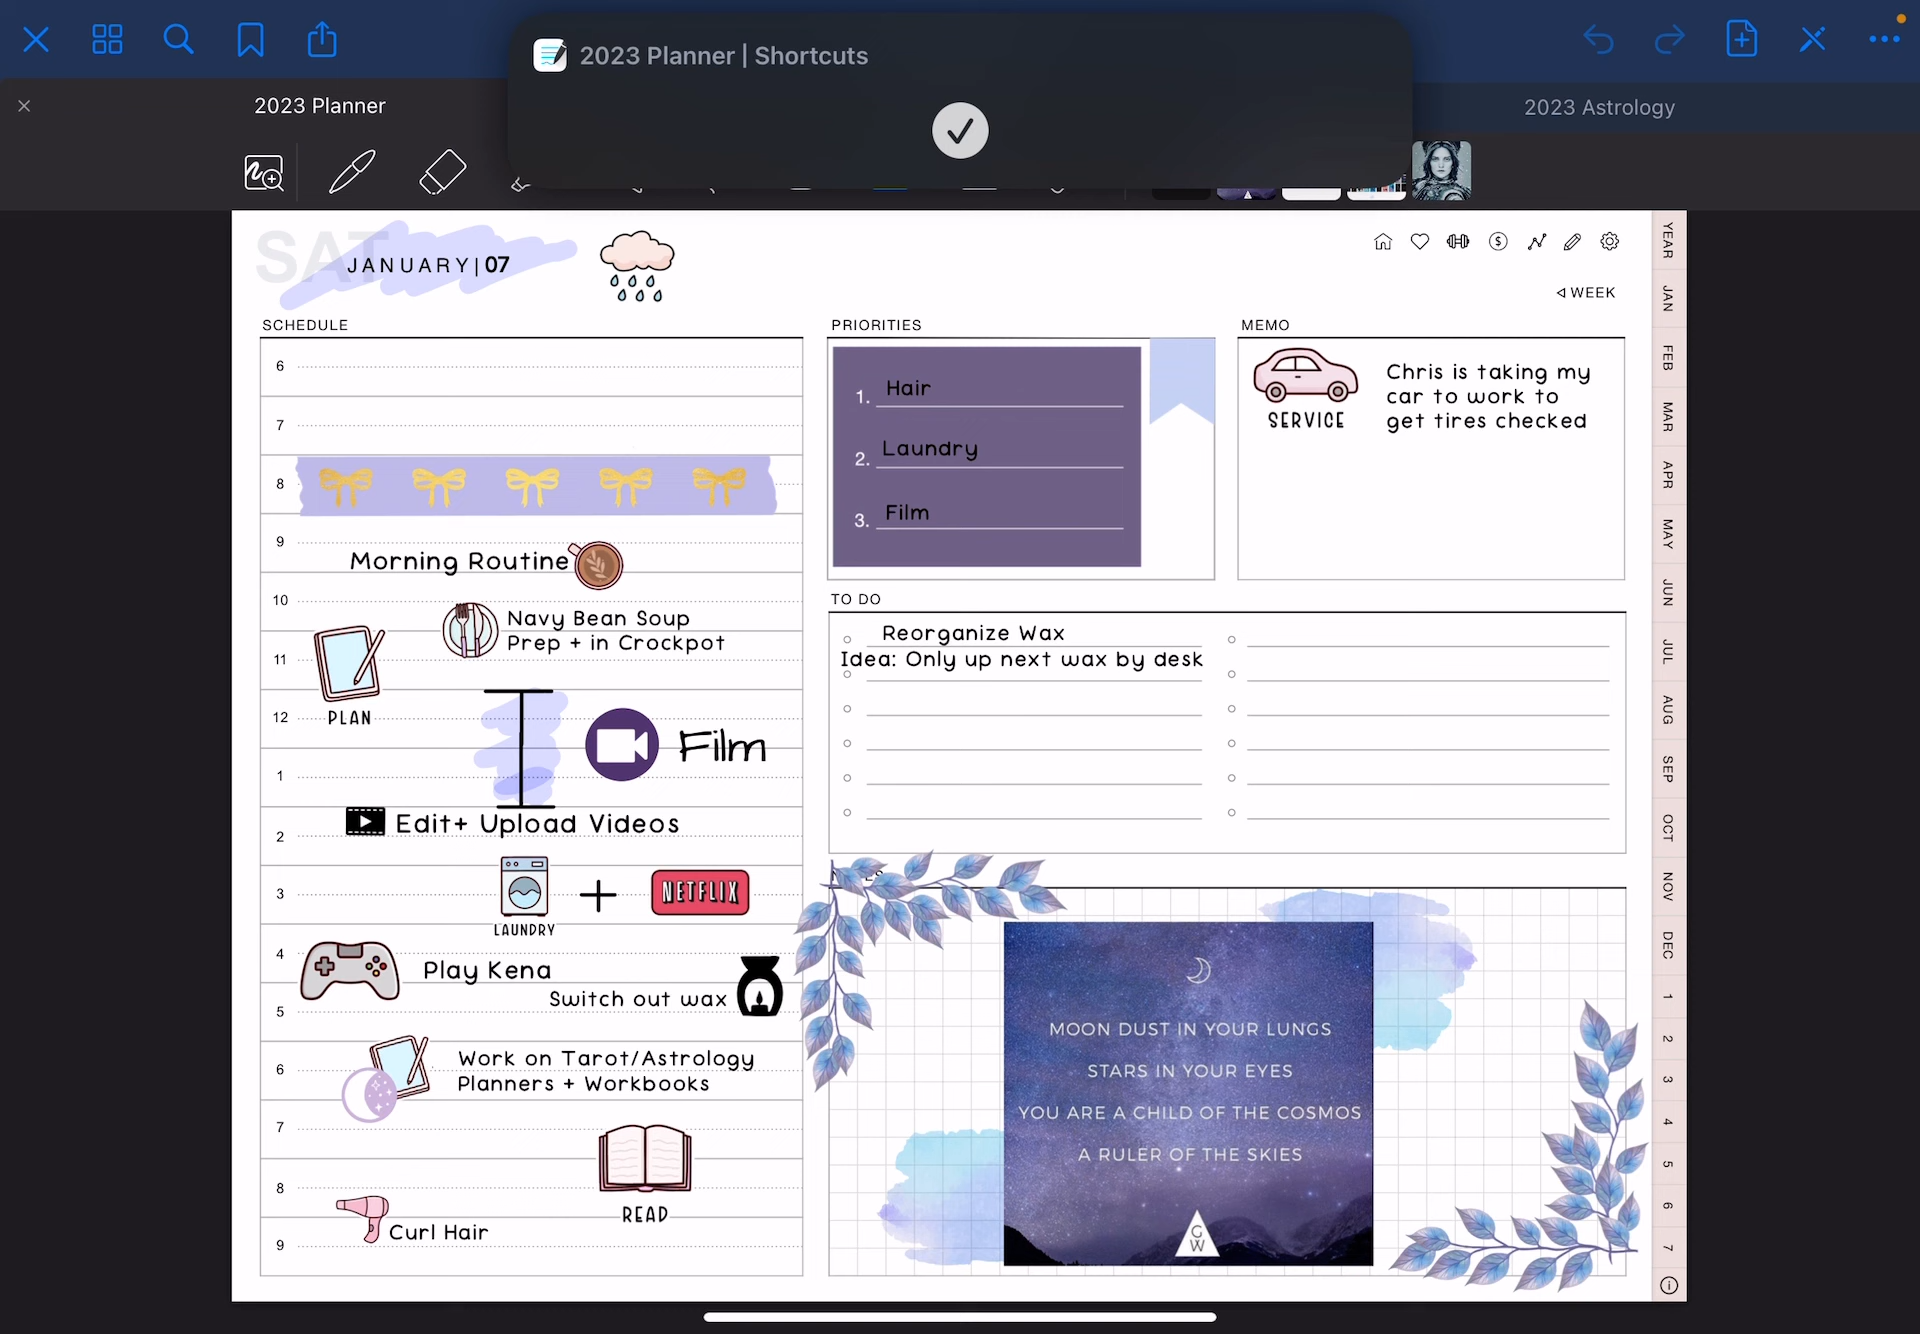 2023 Planner | Shortcuts
2023 Planner
2023 Astrology
SAT
JANUARY|07
WEEK
SCHEDULE
6
7
8
9
Morning Routine
10
Navy Bean Soup
Prep + in Crockpot
11
PLAN
12
Film
1
Edit+ Upload Videos
2
3
NETFLIX
LAUNDRY
4
Play Kena
Switch out wax
5
6
Work on Tarot/Astrology
Planners + Workbooks
7
8
READ
Curl Hair
9
PRIORITIES
1. Hair
2. Laundry
3. Film
MEMO
SERVICE
Chris is taking my
car to work to
get tires checked
TO DO
Reorganize Wax
Idea: Only up next wax by desk
MOON DUST IN YOUR LUNGS
STARS IN YOUR EYES
YOU ARE A CHILD OF THE COSMOS
A RULER OF THE SKIES
G
W
YEAR
JAN
FEB
MAR
APR
MAY
JUN
JUL
AUG
SEP
OCT
NOV
DEC
1
2
3
4
5
6
7